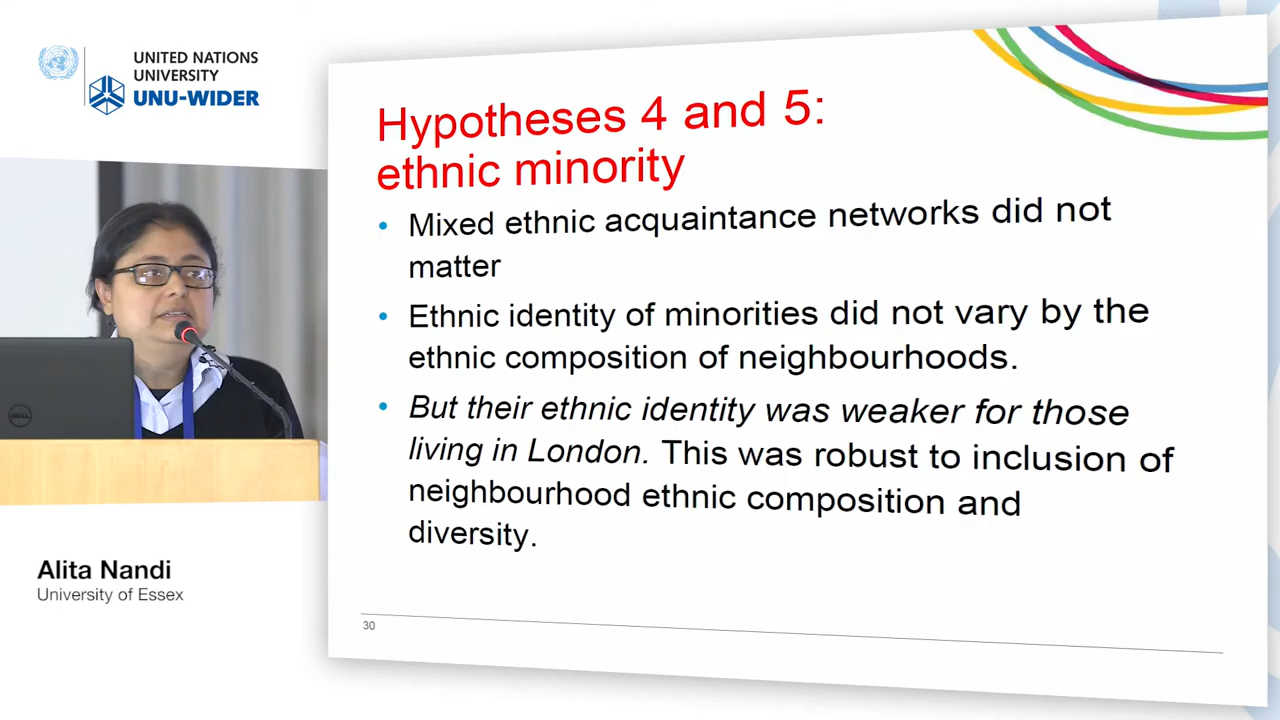 UNITED NATIONS
UNIVERSITY
UNU-WIDER
Hypotheses 4 and 5:
ethnic minority
• Mixed ethnic acquaintance networks did not
matter
• Ethnic identity of minorities did not vary by the
ethnic composition of neighbourhoods.
• But their ethnic identity was weaker for those
living in London. This was robust to inclusion of
neighbourhood ethnic composition and
diversity.
DELL
Alita Nandi
University of Essex
30